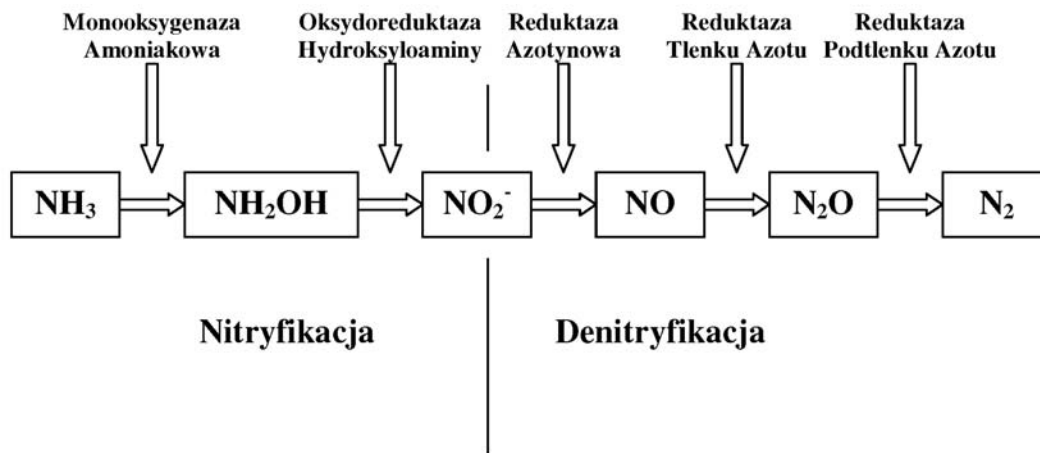 Monooksygenaza
Amoniakowa
Oksydoreduktaza
Hydroksyloaminy
Reduktaza
Azotynowa
Reduktaza
Tlenku Azotu
Reduktaza
Podtlenku Azotu
NH₃
NH₂OH
NO₂⁻
NO
N₂O
N₂
Nitryfikacja
Denitryfikacja